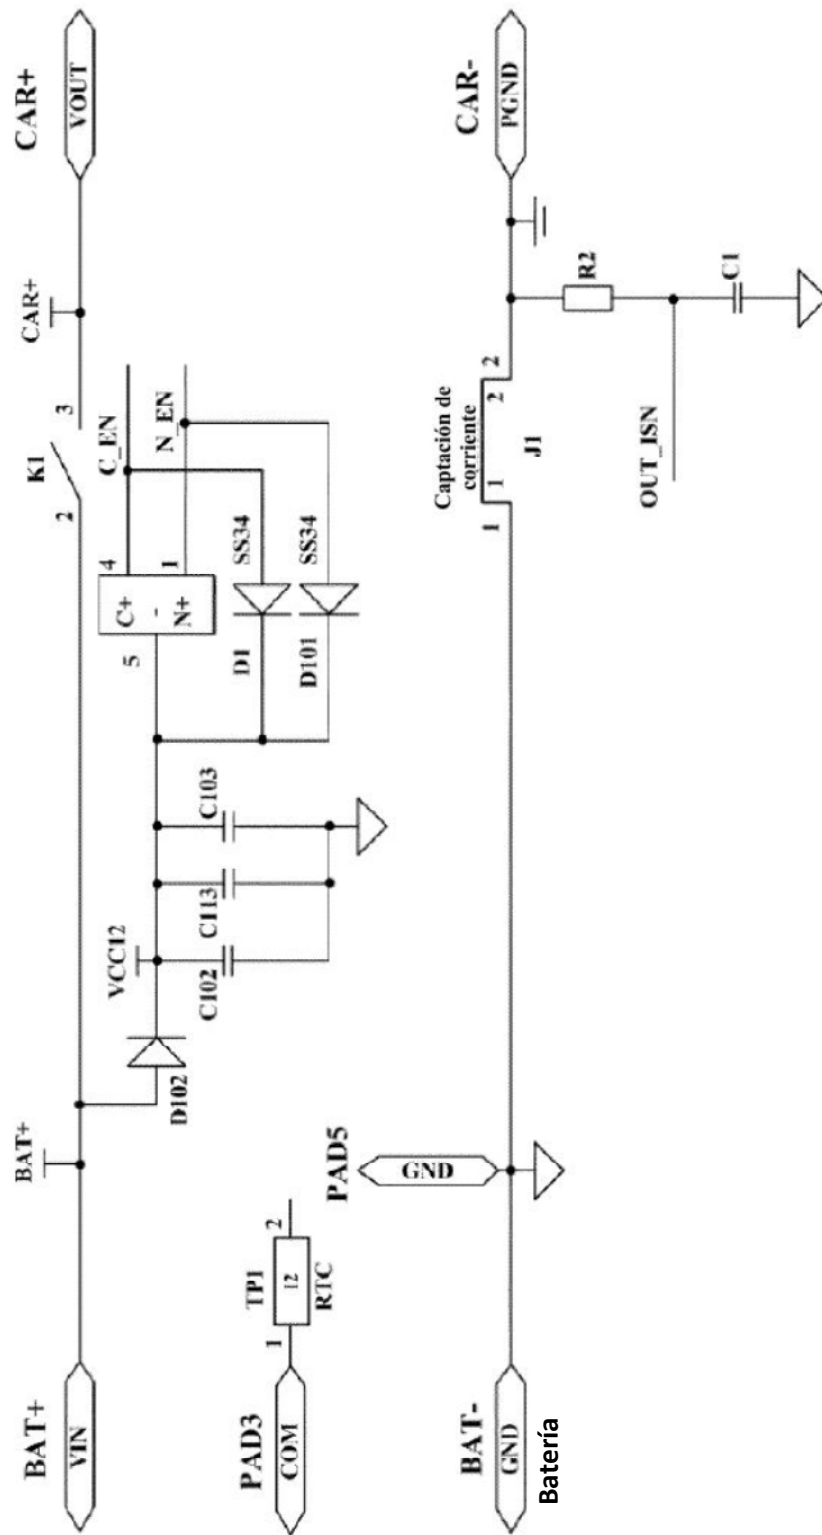 BAT+
VIN
BAT+
D102
VCC12
C102
C113
C103
5
C+
-
N+
4
1
D1
SS34
D101
SS34
C_EN
N_EN
2
K1
3
CAR+
CAR+
VOUT
PAD3
COM
1
TP1
12
RTC
2
PAD5
GND
BAT-
GND
Batería
Captación de
corriente
1
1
2
2
J1
OUT_ISN
R2
C1
CAR-
PGND